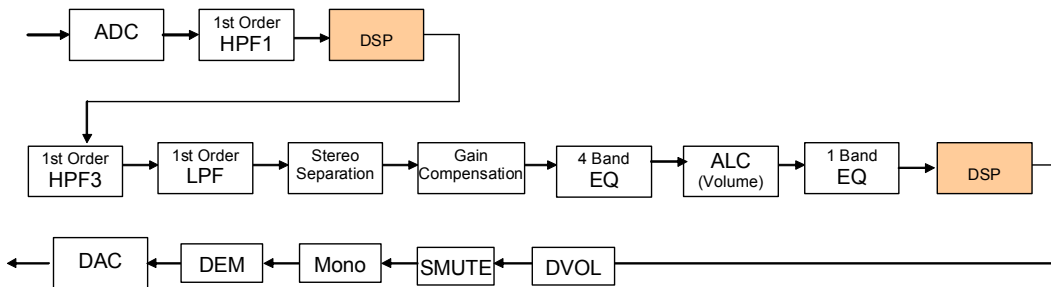 ADC
1st Order
HPF1
DSP
1st Order
HPF3
1st Order
LPF
Stereo
Separation
Gain
Compensation
4 Band
EQ
ALC
(Volume)
1 Band
EQ
DSP
DAC
DEM
Mono
SMUTE
DVOL